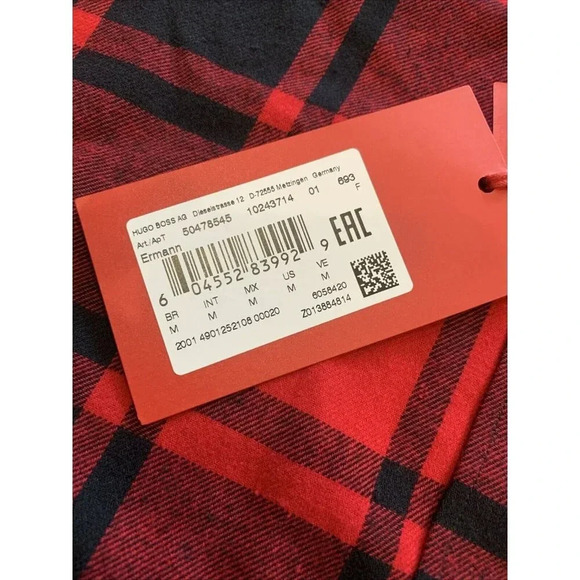 HUGO BOSS AG Dieselstrasse 12 D-72555 Metzingen Germany
Art./ApT 50478545 10243714 01 693
Ermann F
6 04552 83992 9 EAC
BR INT MX US VE
M M M M M
6058420
2001 4901252108 00020 Z013884814